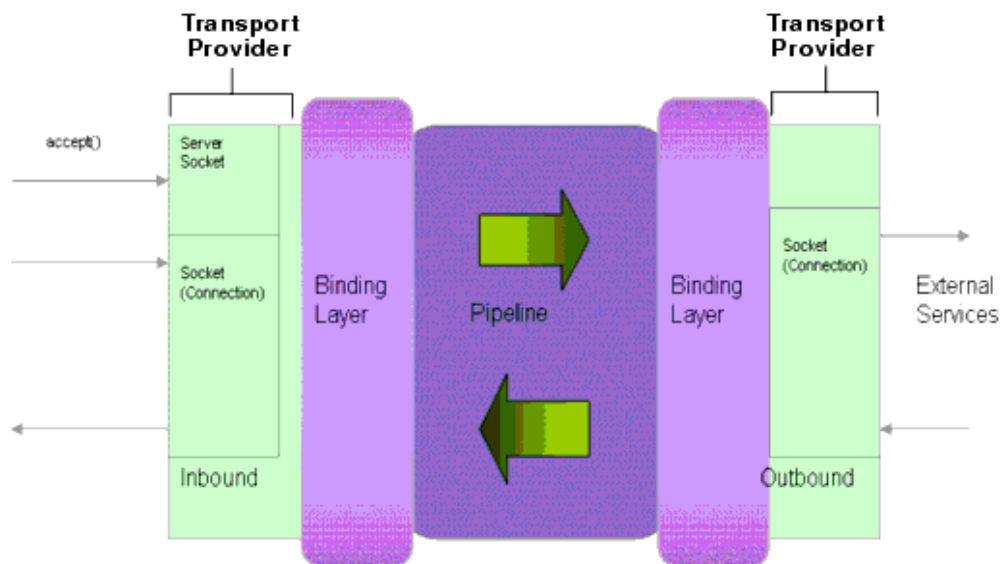 Transport
Provider
Transport
Provider
accept()
Server
Socket
Socket
(Connection)
Binding
Layer
Pipeline
Binding
Layer
Socket
(Connection)
External
Services
Inbound
Outbound